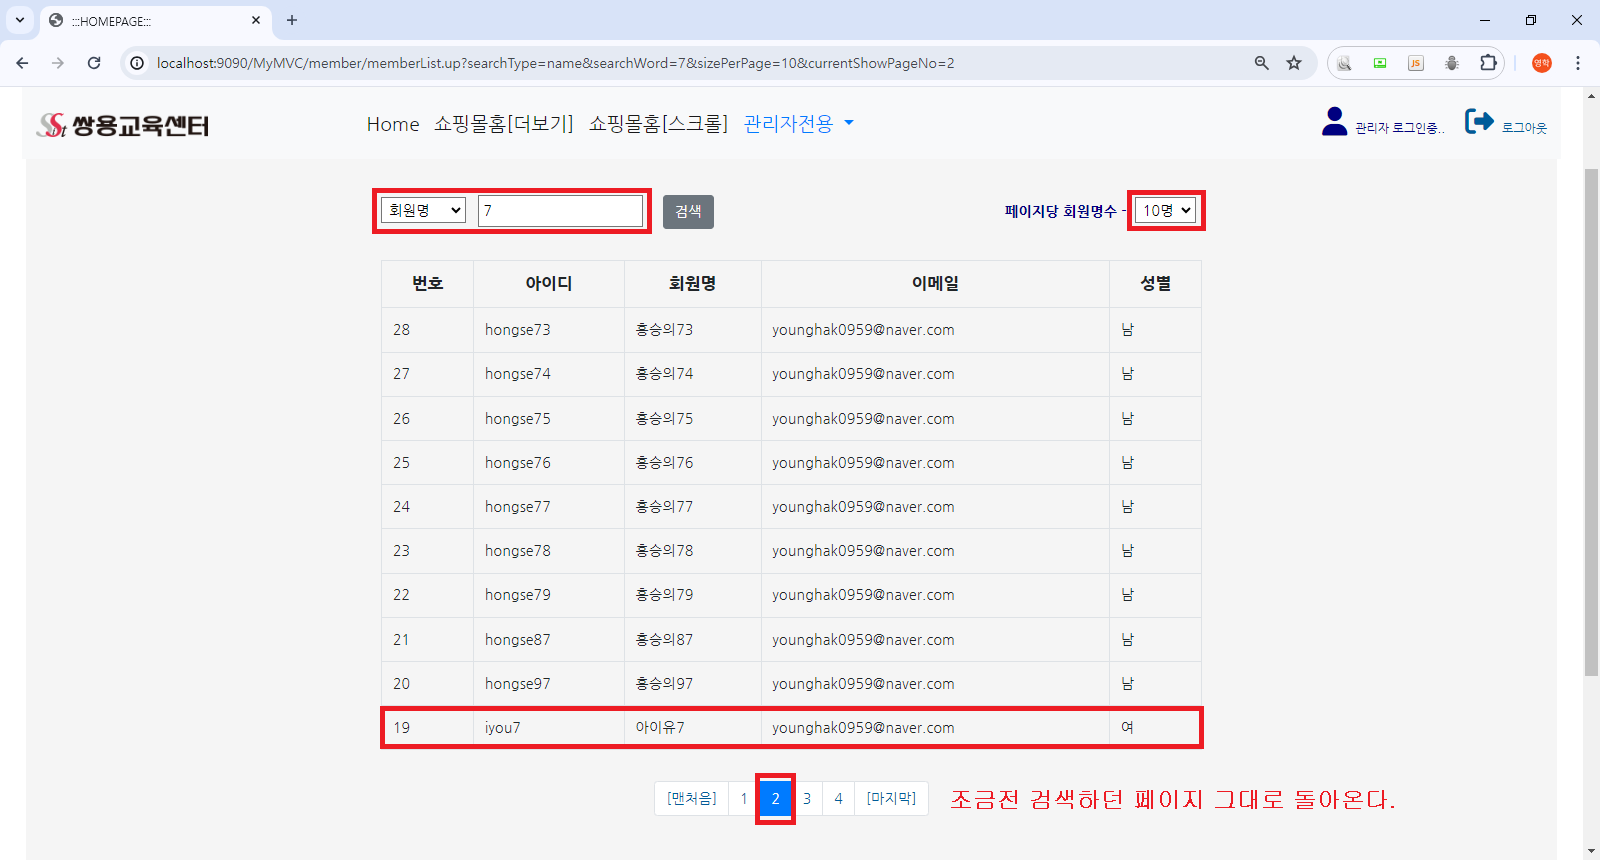 :::HOMEPAGE:::
localhost:9090/MyMVC/member/memberList.up?searchType=name&searchWord=7&sizePerPage=10&currentShowPageNo=2
JS
영학
Sist 쌍용교육센터
Home 쇼핑몰홈[더보기] 쇼핑몰홈[스크롤] 관리자전용
관리자 로그인중.. 로그아웃
회원명 7 검색 페이지당 회원명수 - 10명
번호 아이디 회원명 이메일 성별
28 hongse73 홍승의73 younghak0959@naver.com 남
27 hongse74 홍승의74 younghak0959@naver.com 남
26 hongse75 홍승의75 younghak0959@naver.com 남
25 hongse76 홍승의76 younghak0959@naver.com 남
24 hongse77 홍승의77 younghak0959@naver.com 남
23 hongse78 홍승의78 younghak0959@naver.com 남
22 hongse79 홍승의79 younghak0959@naver.com 남
21 hongse87 홍승의87 younghak0959@naver.com 남
20 hongse97 홍승의97 younghak0959@naver.com 남
19 iyou7 아이유7 younghak0959@naver.com 여
[맨처음] 1 2 3 4 [마지막] 조금전 검색하던 페이지 그대로 돌아온다.